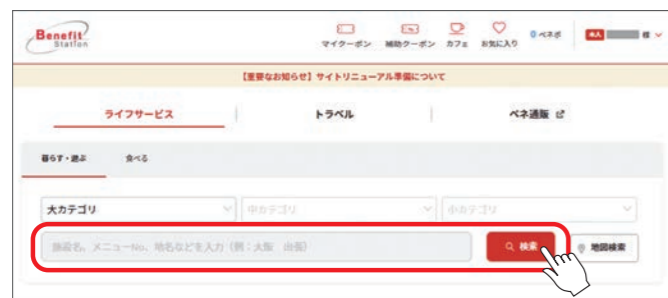 Benefit
Station
マイクーポン 補助クーポン カフェ お気に入り 0 ベネポ 本人 様
【重要なお知らせ】サイトリニューアル準備について
ライフサービス トラベル ベネ通販
暮らす・遊ぶ 食べる
大カテゴリ 中カテゴリ 小カテゴリ
施設名、メニューNo、地名などを入力（例：大阪 出張） 検索 地図検索